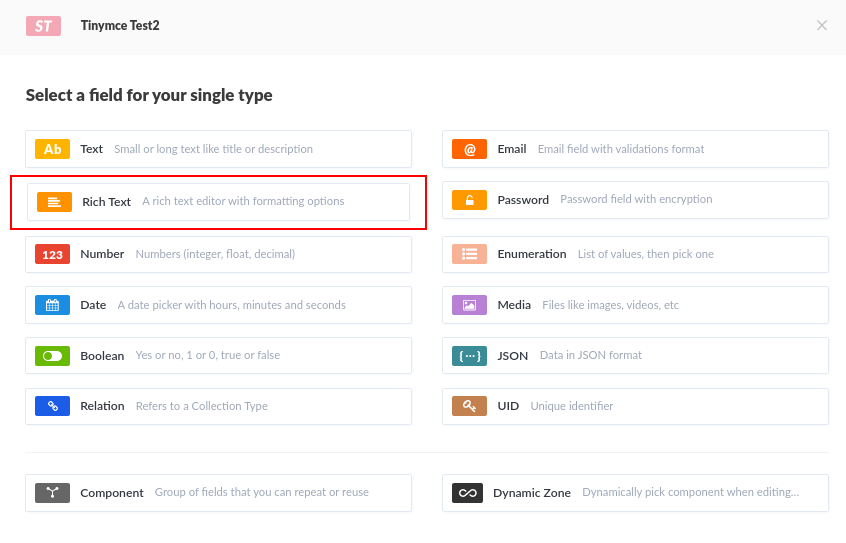 ST Tinymce Test2
Select a field for your single type
Ab Text Small or long text like title or description
@ Email Email field with validations format
Rich Text A rich text editor with formatting options
Password Password field with encryption
123 Number Numbers (integer, float, decimal)
Enumeration List of values, then pick one
Date A date picker with hours, minutes and seconds
Media Files like images, videos, etc
Boolean Yes or no, 1 or 0, true or false
{···} JSON Data in JSON format
Relation Refers to a Collection Type
UID Unique identifier
Component Group of fields that you can repeat or reuse
Dynamic Zone Dynamically pick component when editing...